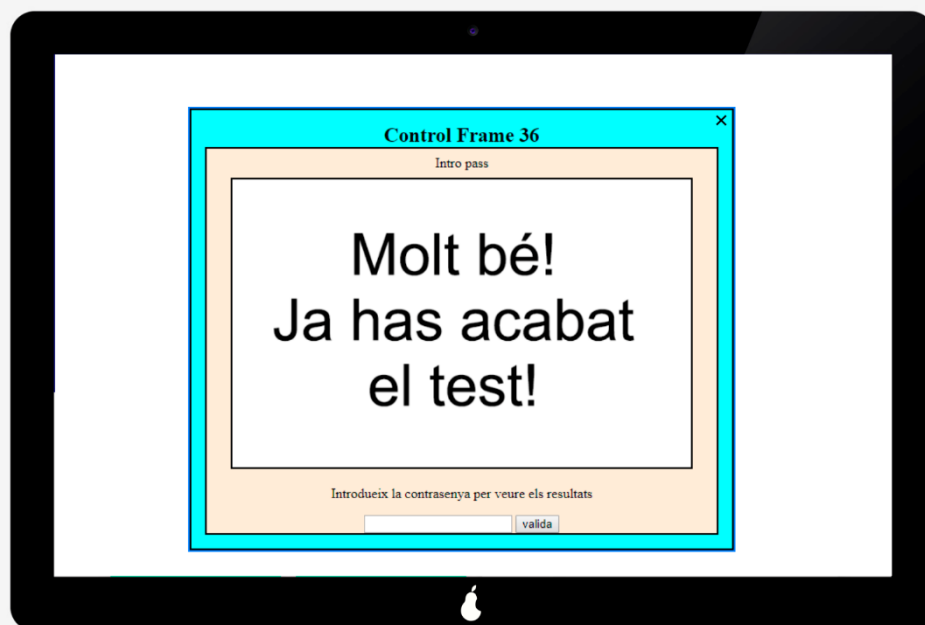 Control Frame 36
Intro pass
Molt bé!
Ja has acabat
el test!
Introdueix la contrasenya per veure els resultats
valida